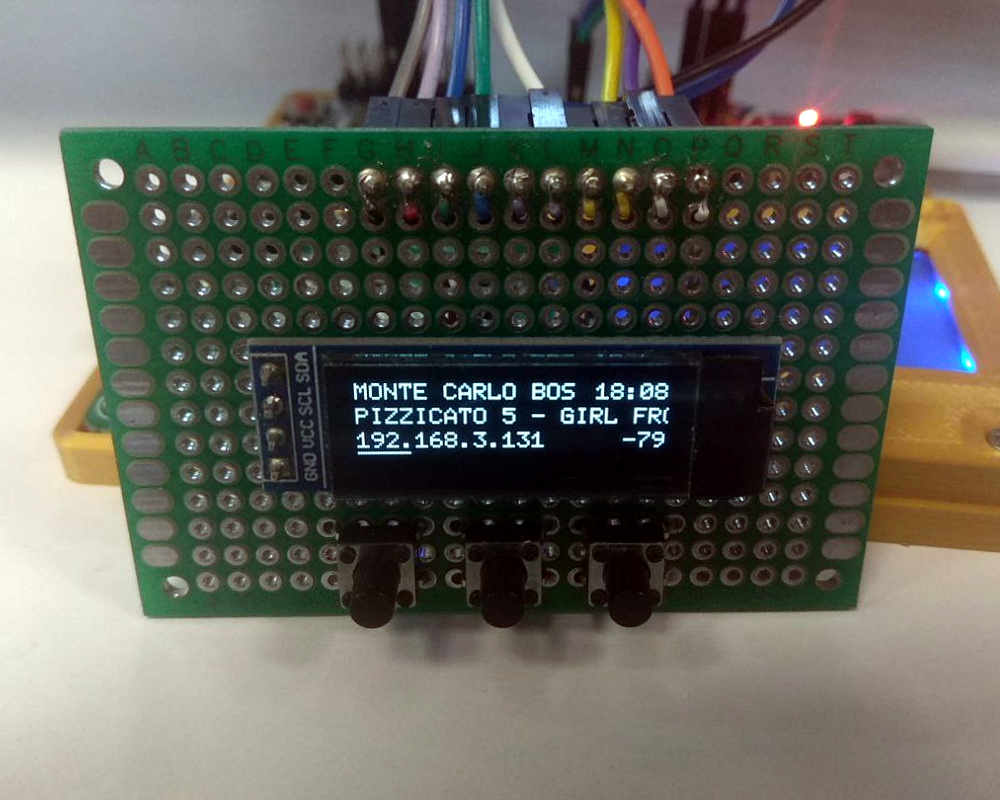 A B C D E F G H I J K L M N O P Q R S T
GND VCC SCL SDA
MONTE CARLO BOS 18:08
PIZZICATO 5 - GIRL FR
192.168.3.131 -79